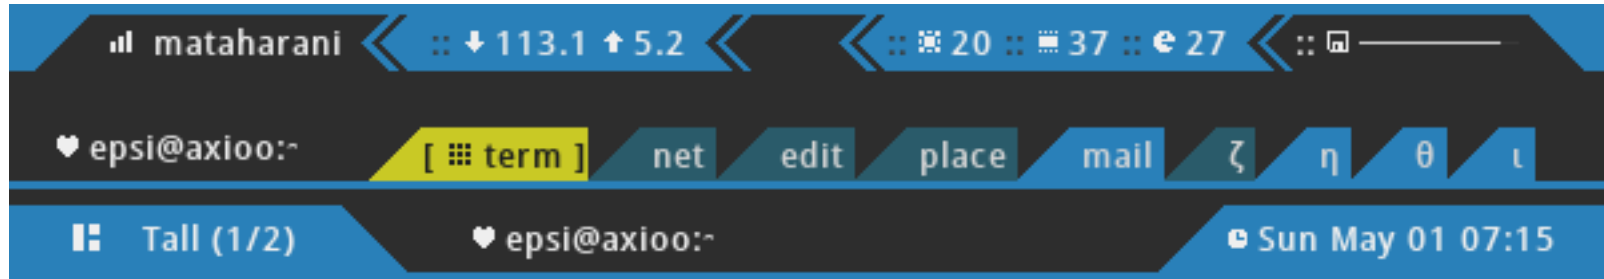 mataharani :: 113.1 5.2 :: 20 :: 37 :: 27 ::
epsi@axioo:~ [ term ] net edit place mail ζ η θ ι
Tall (1/2) epsi@axioo:~ Sun May 01 07:15